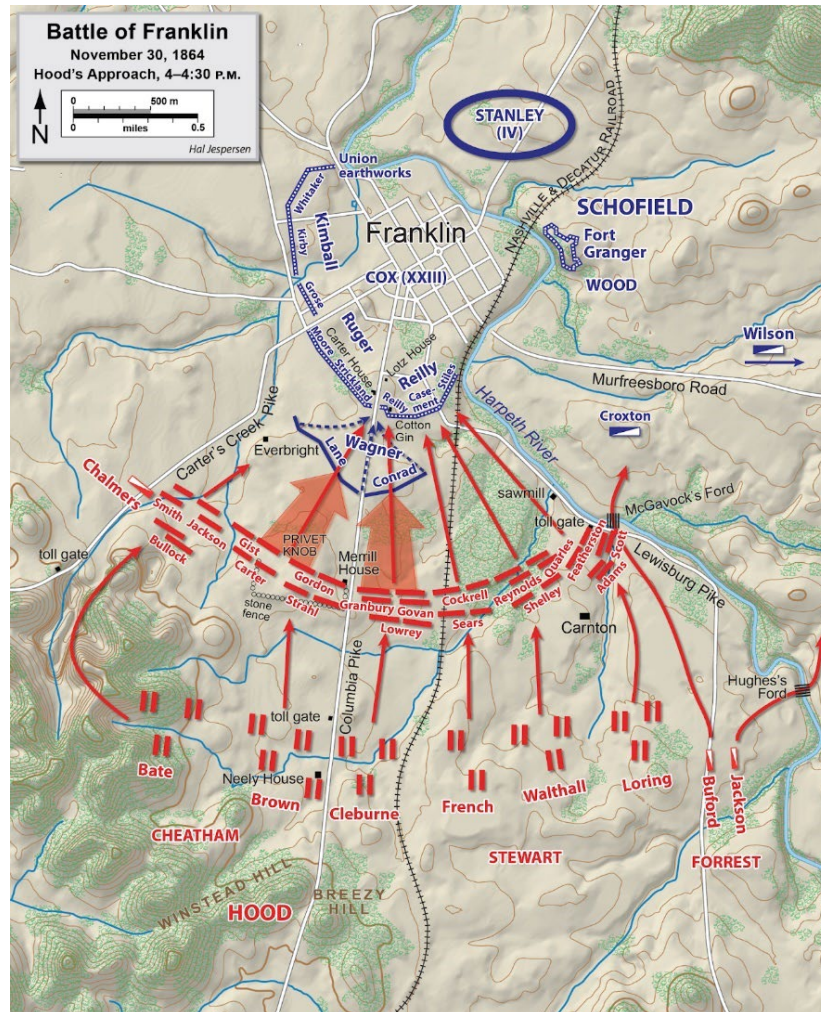 Battle of Franklin
November 30, 1864
Hood's Approach, 4–4:30 P.M.
N
0 500 m
0 miles 0.5
Hal Jespersen
STANLEY
(IV)
NASHVILLE & DECATUR RAILROAD
Union
earthworks
Whitaker
Kimball
Kirby
Grose
Franklin
COX (XXIII)
SCHOFIELD
Fort
Granger
WOOD
Wilson
Murfreesboro Road
Croxton
Harpeth River
Ruger
Moore
Strickland
Carter House
Lotz House
Reilly
Reilly
Case-
ment
Stiles
Cotton
Gin
Carter's Creek Pike
Everbright
Wagner
Lane
Conrad
sawmill
toll gate
McGavock's Ford
Lewisburg Pike
Chalmers
Smith
Jackson
Bullock
toll gate
Gist
PRIVET
KNOB
Gordon
Carter
Strahl
stone
fence
Merrill
House
Granbury
Govan
Lowrey
Cockrell
Sears
Reynolds
Quarles
Shelley
Featherston
Scott
Adams
Carnton
Columbia Pike
Hughes's
Ford
toll gate
Neely House
Bate
Brown
Cleburne
French
Walthall
Loring
Buford
Jackson
CHEATHAM
STEWART
FORREST
WINSTEAD HILL
HOOD
BREEZY
HILL